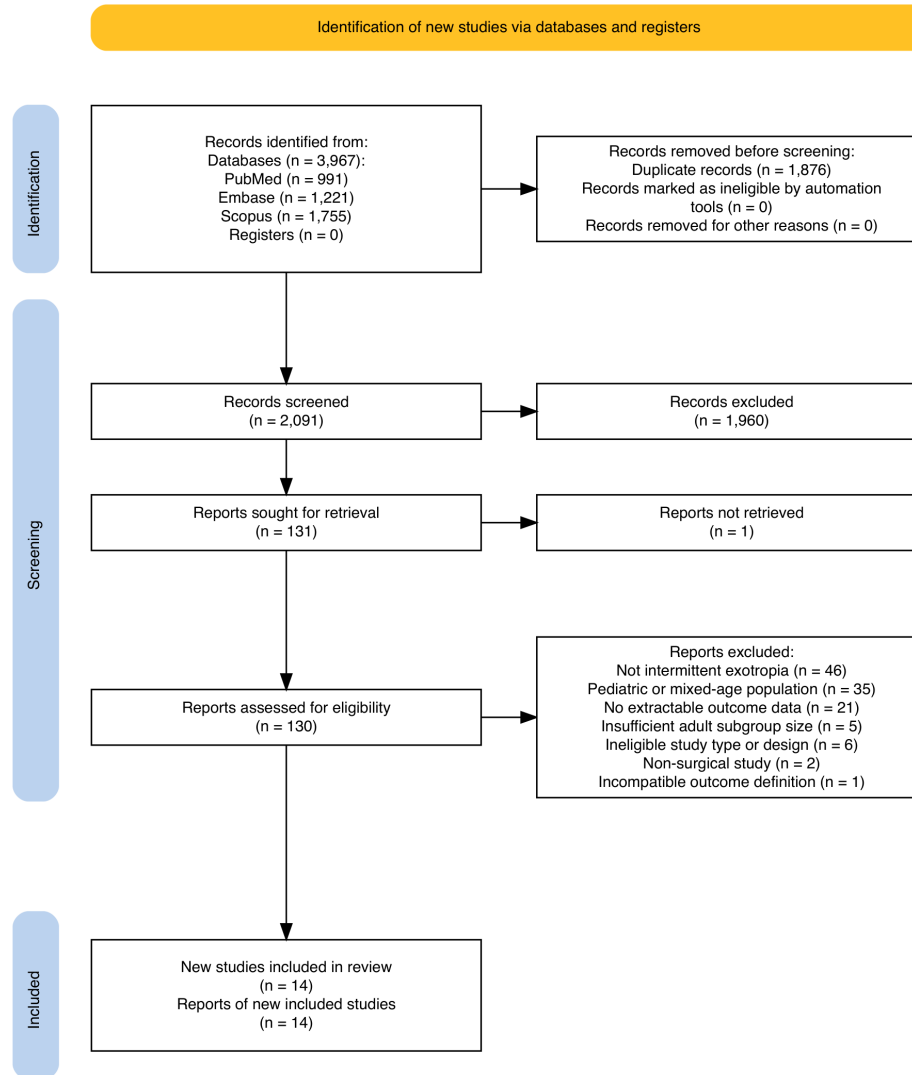 Identification of new studies via databases and registers
Identification
Records identified from:
Databases (n = 3,967):
PubMed (n = 991)
Embase (n = 1,221)
Scopus (n = 1,755)
Registers (n = 0)
Records removed before screening:
Duplicate records (n = 1,876)
Records marked as ineligible by automation
tools (n = 0)
Records removed for other reasons (n = 0)
Screening
Records screened
(n = 2,091)
Records excluded
(n = 1,960)
Reports sought for retrieval
(n = 131)
Reports not retrieved
(n = 1)
Reports assessed for eligibility
(n = 130)
Reports excluded:
Not intermittent exotropia (n = 46)
Pediatric or mixed-age population (n = 35)
No extractable outcome data (n = 21)
Insufficient adult subgroup size (n = 5)
Ineligible study type or design (n = 6)
Non-surgical study (n = 2)
Incompatible outcome definition (n = 1)
Included
New studies included in review
(n = 14)
Reports of new included studies
(n = 14)